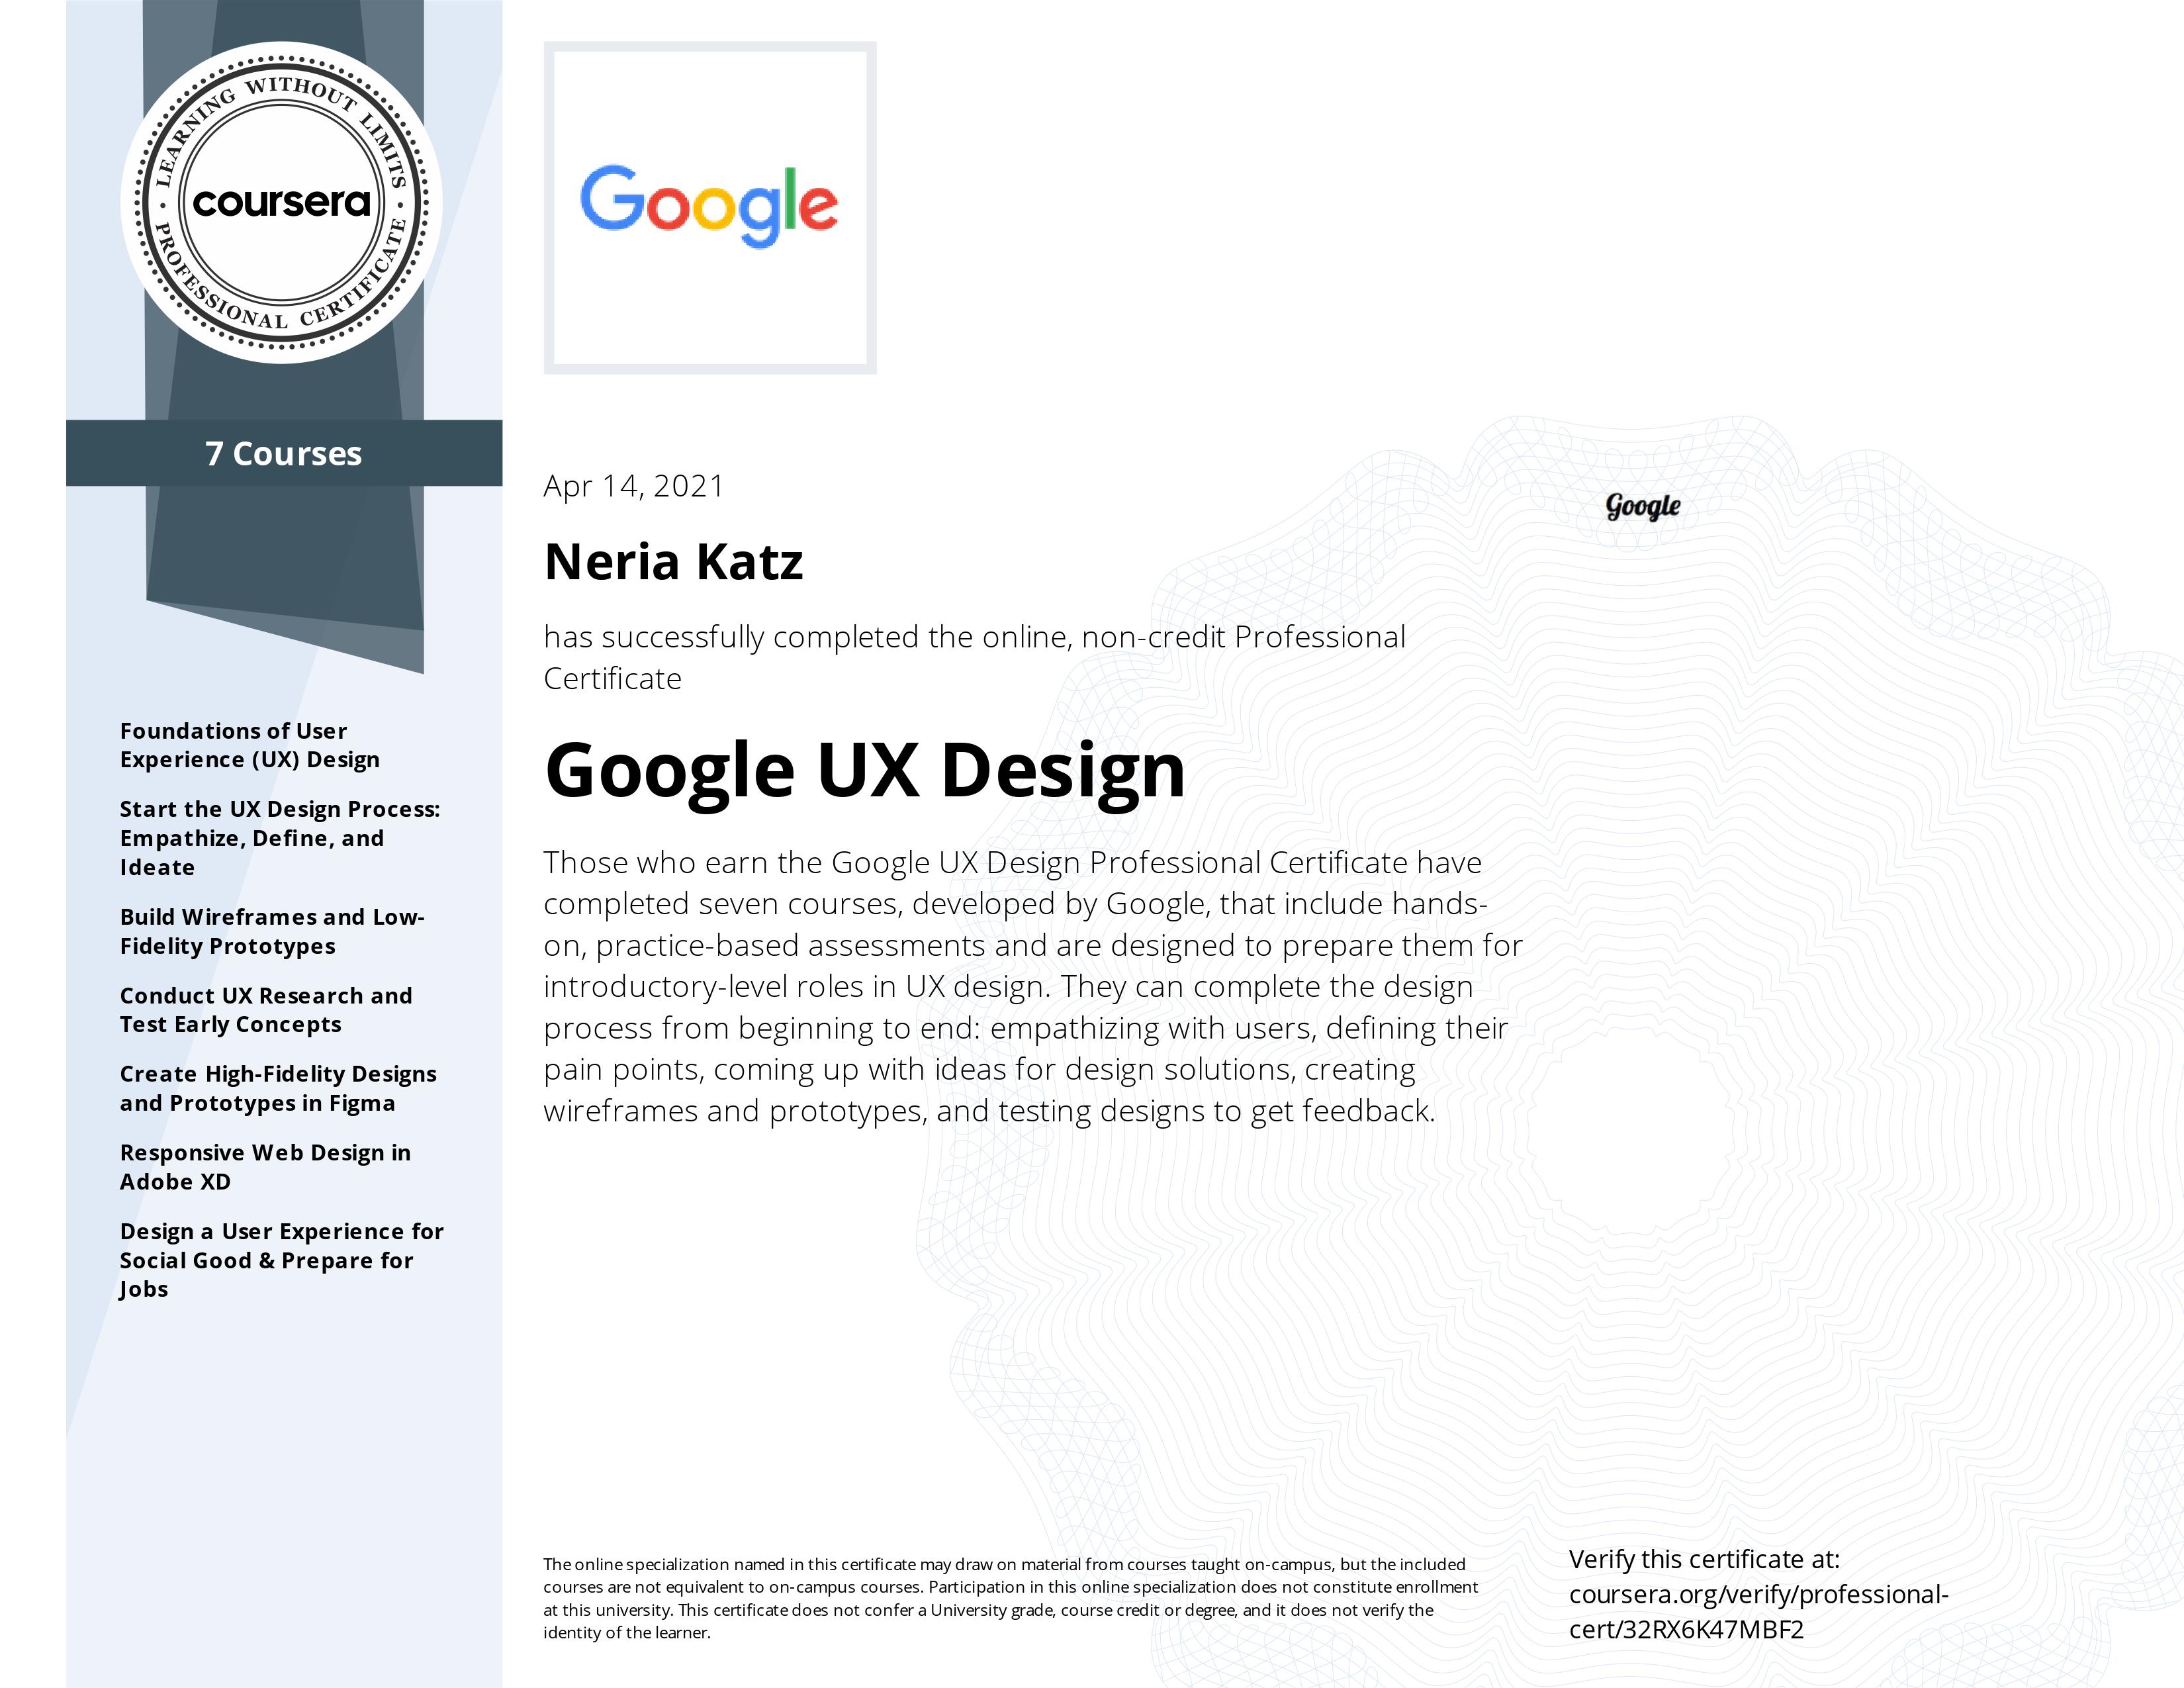 LEARNING WITHOUT LIMITS
coursera
PROFESSIONAL CERTIFICATE
7 Courses
Foundations of User
Experience (UX) Design
Start the UX Design Process:
Empathize, Define, and
Ideate
Build Wireframes and Low-
Fidelity Prototypes
Conduct UX Research and
Test Early Concepts
Create High-Fidelity Designs
and Prototypes in Figma
Responsive Web Design in
Adobe XD
Design a User Experience for
Social Good & Prepare for
Jobs
Google
Apr 14, 2021
Neria Katz
has successfully completed the online, non-credit Professional
Certificate
Google UX Design
Those who earn the Google UX Design Professional Certificate have
completed seven courses, developed by Google, that include hands-
on, practice-based assessments and are designed to prepare them for
introductory-level roles in UX design. They can complete the design
process from beginning to end: empathizing with users, defining their
pain points, coming up with ideas for design solutions, creating
wireframes and prototypes, and testing designs to get feedback.
Google
The online specialization named in this certificate may draw on material from courses taught on-campus, but the included
courses are not equivalent to on-campus courses. Participation in this online specialization does not constitute enrollment
at this university. This certificate does not confer a University grade, course credit or degree, and it does not verify the
identity of the learner.
Verify this certificate at:
coursera.org/verify/professional-
cert/32RX6K47MBF2